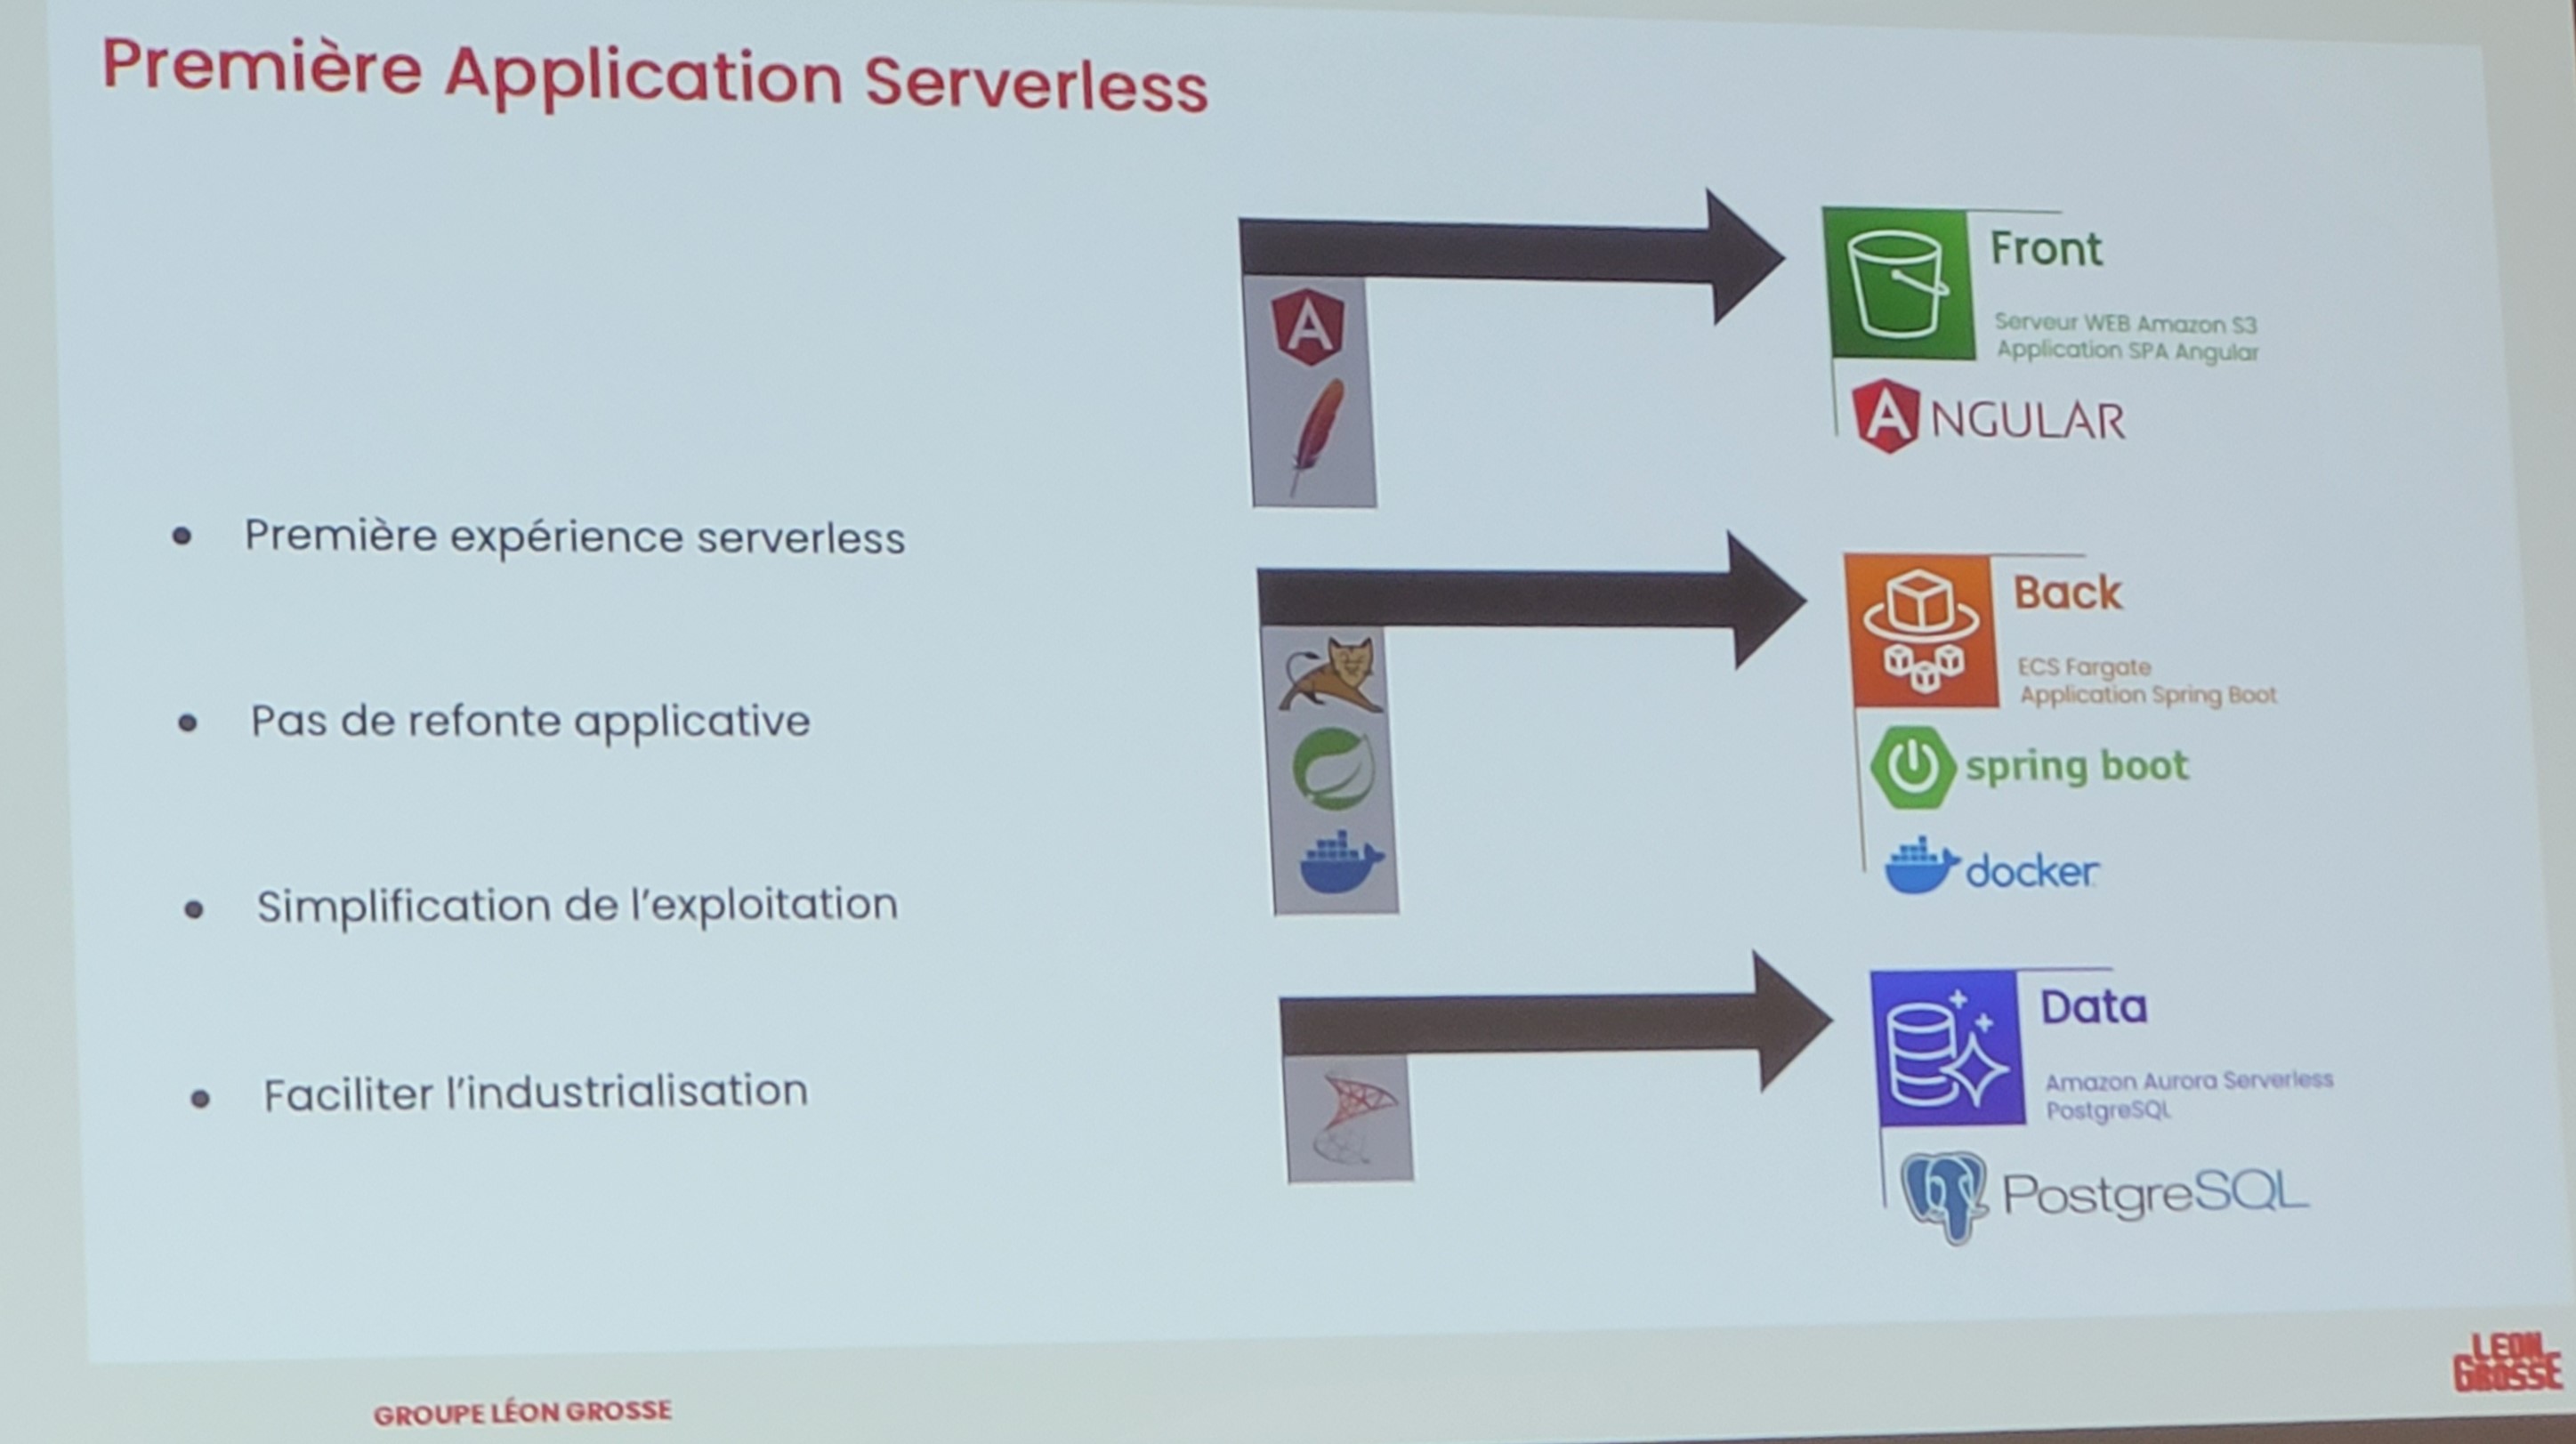 Première Application Serverless
Première expérience serverless
Pas de refonte applicative
Simplification de l'exploitation
Faciliter l'industrialisation
Front
Serveur WEB Amazon S3
Application SPA Angular
ANGULAR
Back
ECS Fargate
Application Spring Boot
spring boot
docker
Data
Amazon Aurora Serverless
PostgreSQL
PostgreSQL
GROUPE LÉON GROSSE
LEON
GROSSE